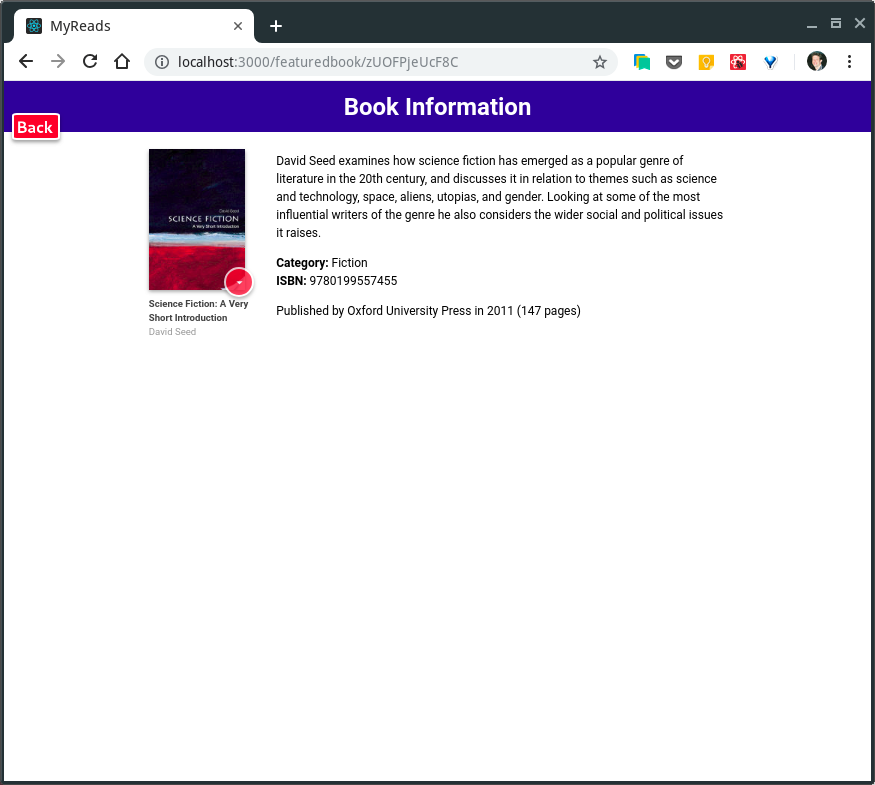 MyReads
localhost:3000/featuredbook/zUOFPjeUcF8C
Book Information
Back
David Seed
SCIENCE FICTION
A Very Short Introduction
Science Fiction: A Very
Short Introduction
David Seed
David Seed examines how science fiction has emerged as a popular genre of
literature in the 20th century, and discusses it in relation to themes such as science
and technology, space, aliens, utopias, and gender. Looking at some of the most
influential writers of the genre he also considers the wider social and political issues
it raises.
Category: Fiction
ISBN: 9780199557455
Published by Oxford University Press in 2011 (147 pages)